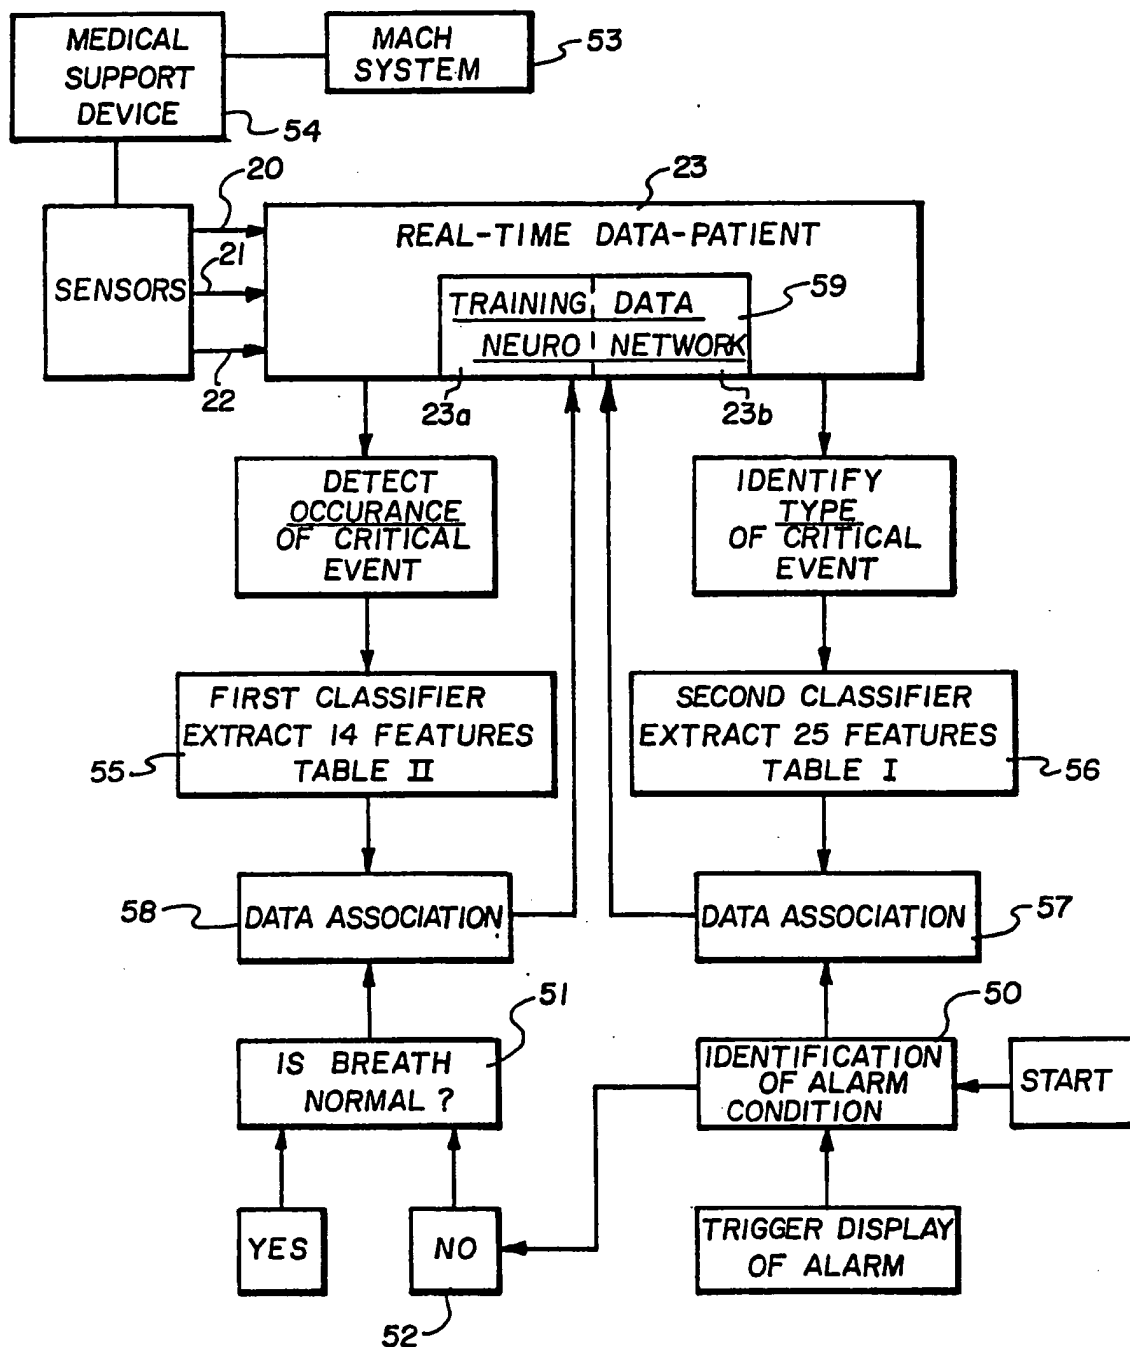 MEDICAL
SUPPORT
DEVICE
54
MACH
SYSTEM
53
SENSORS
20
21
22
23
REAL-TIME DATA-PATIENT
TRAINING DATA
NEURO NETWORK
59
23a
23b
DETECT
OCCURANCE
OF CRITICAL
EVENT
IDENTIFY
TYPE
OF CRITICAL
EVENT
FIRST CLASSIFIER
EXTRACT 14 FEATURES
TABLE II
55
SECOND CLASSIFIER
EXTRACT 25 FEATURES
TABLE I
56
58
DATA ASSOCIATION
DATA ASSOCIATION
57
51
IS BREATH
NORMAL ?
50
IDENTIFICATION
OF ALARM
CONDITION
START
YES
NO
52
TRIGGER DISPLAY
OF ALARM